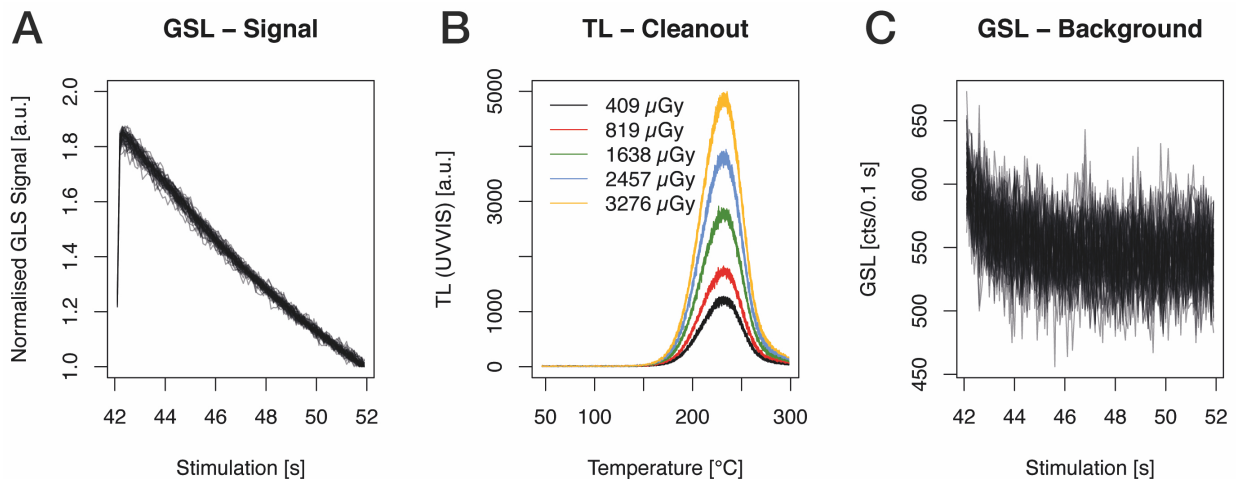 A GSL – Signal
Normalised GLS Signal [a.u.]
2.0
1.8
1.6
1.4
1.2
1.0
42 44 46 48 50 52
Stimulation [s]
B TL – Cleanout
TL (UVVIS) [a.u.]
5000
3000
1000
0
409 µGy
819 µGy
1638 µGy
2457 µGy
3276 µGy
50 100 200 300
Temperature [°C]
C GSL – Background
GSL [cts/0.1 s]
650
600
550
500
450
42 44 46 48 50 52
Stimulation [s]